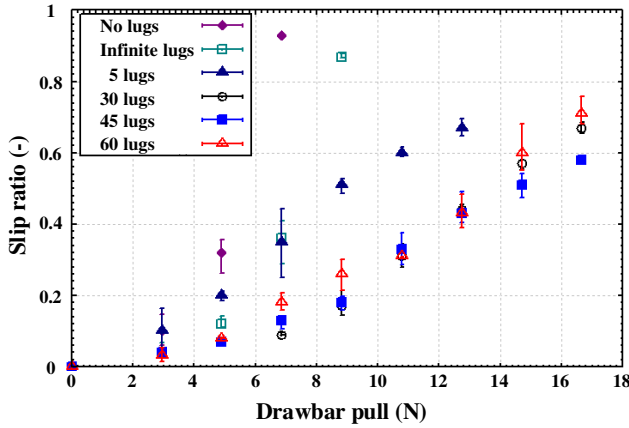 1
0.8
0.6
0.4
0.2
0
Slip ratio (-)
No lugs
Infinite lugs
5 lugs
30 lugs
45 lugs
60 lugs
0 2 4 6 8 10 12 14 16 18
Drawbar pull (N)